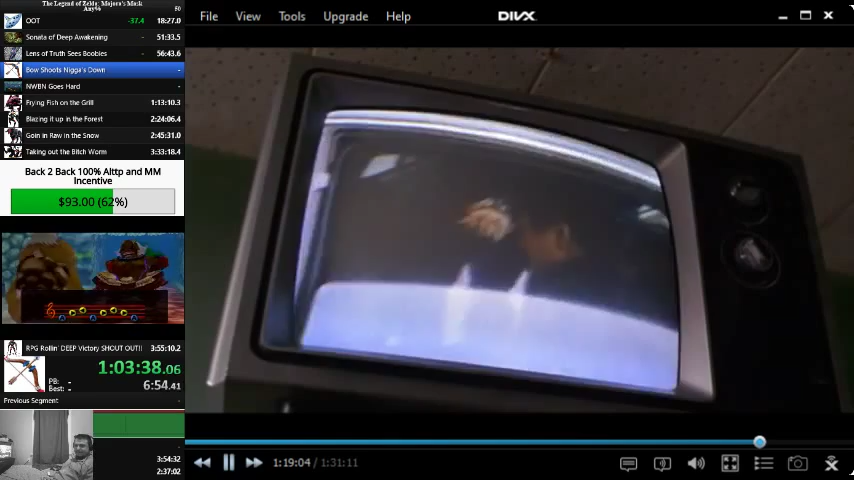 The Legend of Zelda: Majora's Mask
Any%
50
OOT -37.4 18:27.0
Sonata of Deep Awakening - 51:33.5
Lens of Truth Sees Boobies - 56:43.6
Bow Shoots Nigga's Down -
NWBN Goes Hard -
Frying Fish on the Grill 1:13:10.3
Blazing it up in the Forest 2:24:06.4
Goin in Raw in the Snow 2:45:31.0
Taking out the Bitch Worm 3:33:18.4
Back 2 Back 100% Alttp and MM
Incentive
$93.00 (62%)
RPG Rollin' DEEP Victory SHOUT OUT!! 3:55:10.2
1:03:38.06
PB: -
Best: -
6:54.41
Previous Segment -
-
3:54:32
2:37:02
File View Tools Upgrade Help
DIVX
1:19:04 / 1:31:11